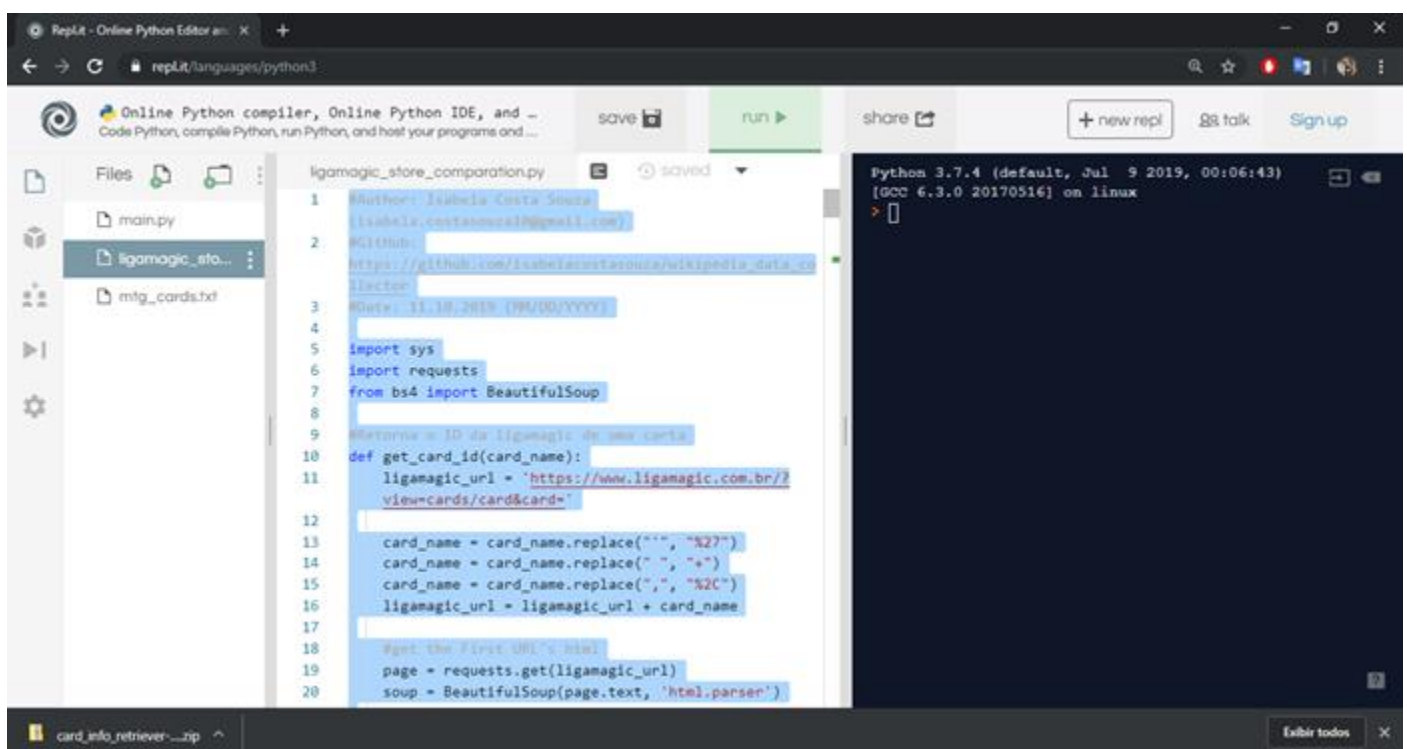 Repl.it - Online Python Editor an
repl.it/languages/python3
Online Python compiler, Online Python IDE, and …
Code Python, compile Python, run Python, and host your programs and ...
save
run
share
+ new repl
talk
Sign up
Files
main.py
ligamagic_sto...
mtg_cards.txt
ligamagic_store_comparation.py
saved
1 #Author: Isabela Costa Souza
2 #GitHub:
https://github.com/isabelacostasouza/wikipedia_data_co
llector
3 #Date: 11.10.2019 (MM/DD/YYYY)
4
5 import sys
6 import requests
7 from bs4 import BeautifulSoup
8
9 #Retorna o ID da ligamagic de uma carta
10 def get_card_id(card_name):
11 ligamagic_url = 'https://www.ligamagic.com.br/?
view=cards/card&card='
12
13 card_name = card_name.replace("'", "%27")
14 card_name = card_name.replace(" ", "+")
15 card_name = card_name.replace(",", "%2C")
16 ligamagic_url = ligamagic_url + card_name
17
18 #get the First URL's html
19 page = requests.get(ligamagic_url)
20 soup = BeautifulSoup(page.text, 'html.parser')
Python 3.7.4 (default, Jul 9 2019, 00:06:43)
[GCC 6.3.0 20170516] on linux
>
card_info_retriever-....zip
Exibir todos